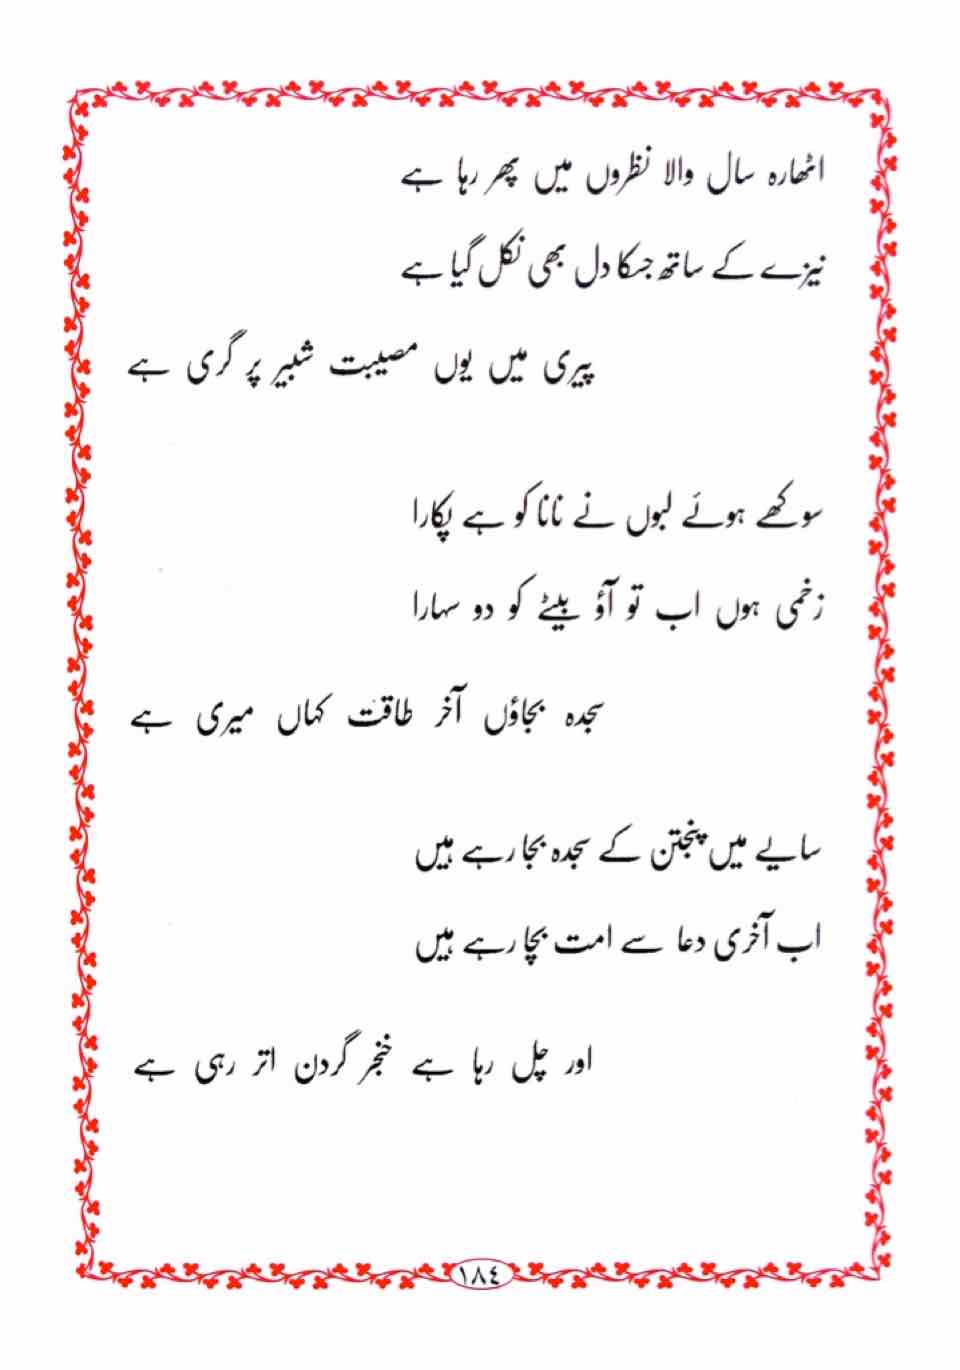 اٹھارہ سال والا نظروں میں پھر رہا ہے
نیزے کے ساتھ جسکا دل بھی نکل گیا ہے
پیری میں یوں مصیبت شبیر پر گری ہے
سوکھے ہوئے لبوں نے نانا کو ہے پکارا
زخمی ہوں اب تو آؤ بیٹے کو دو سہارا
سجدہ بجاؤں آخر طاقت کہاں میری ہے
سایے میں پنجتن کے سجدہ بجا رہے ہیں
اب آخری دعا سے امت بچا رہے ہیں
اور چل رہا ہے خنجر گردن اتر رہی ہے
١٨٤